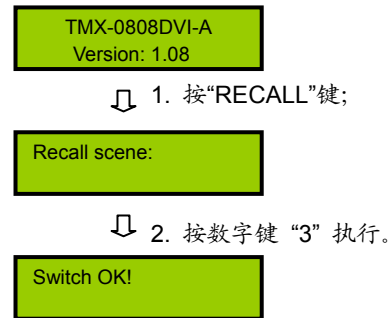 TMX-0808DVI-A
Version: 1.08
1. 按“RECALL”键;
Recall scene:
2. 按数字键 “3” 执行。
Switch OK!